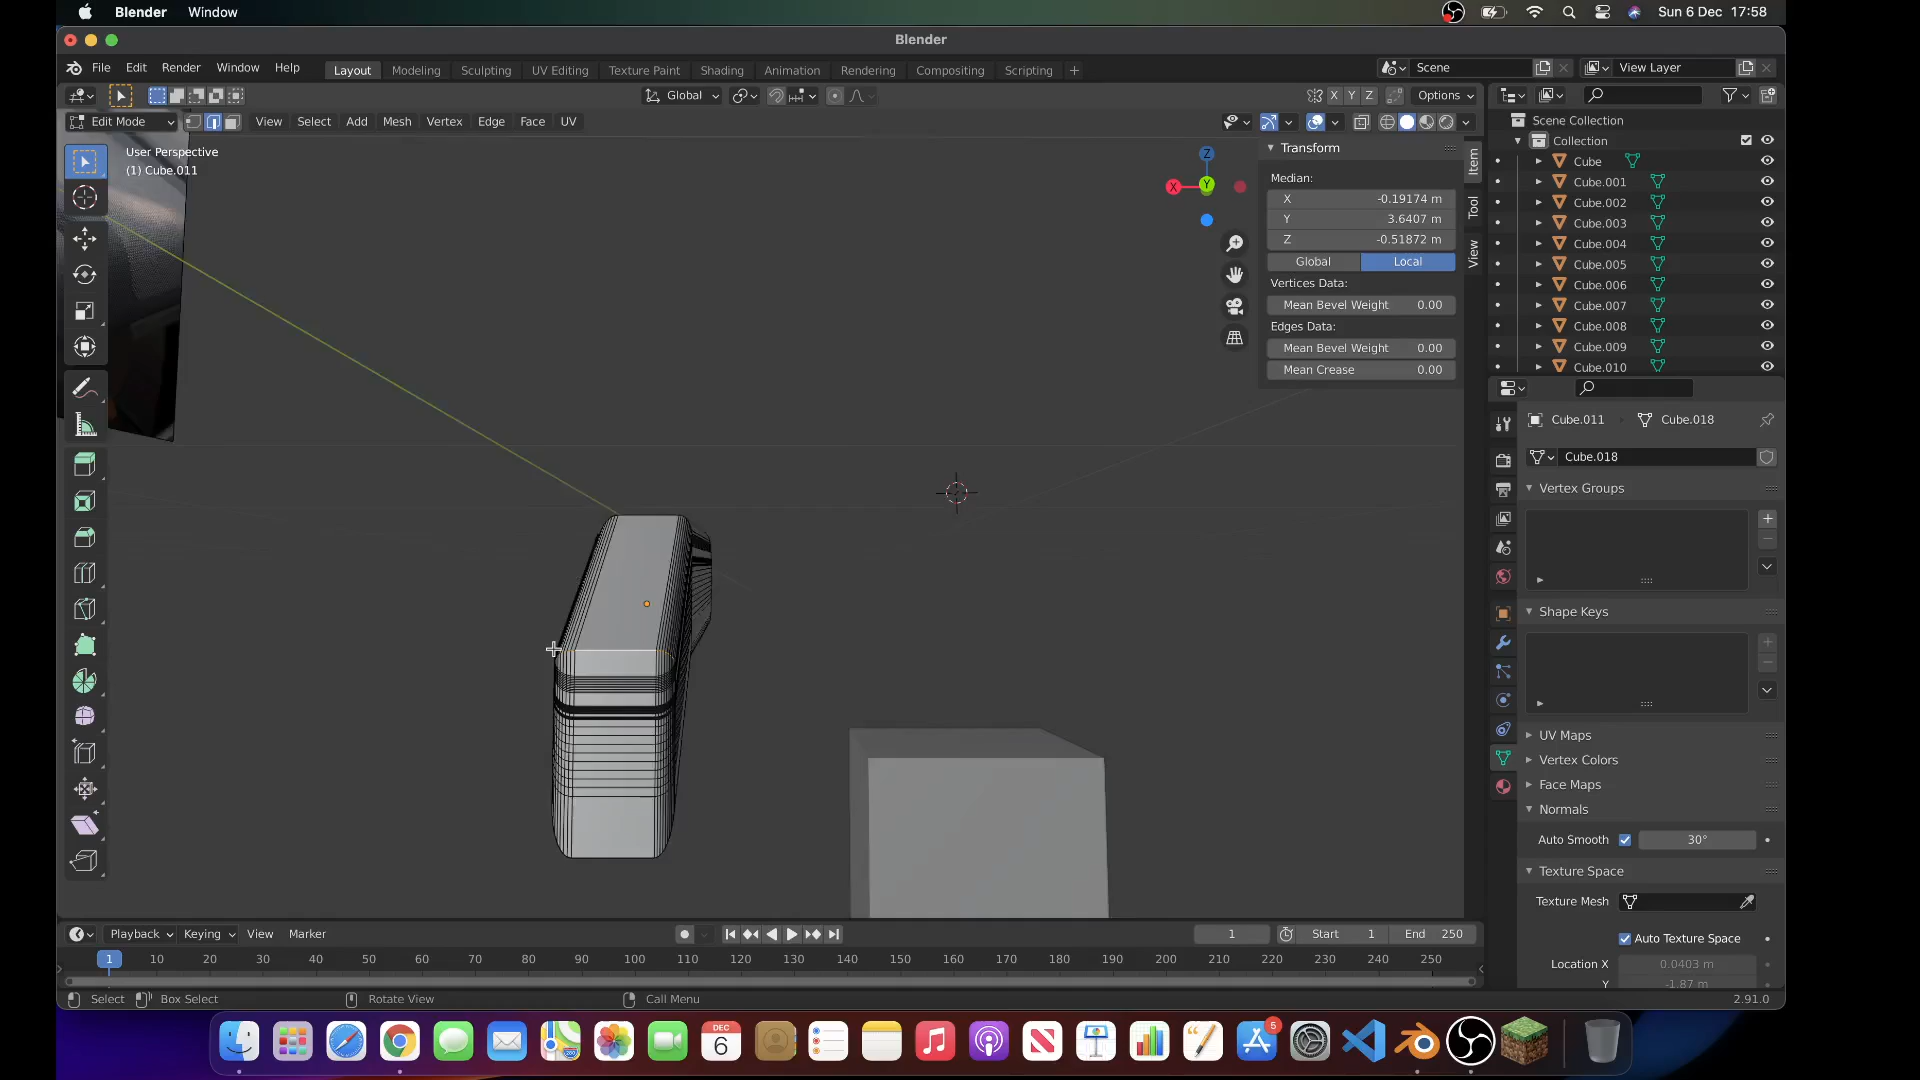 Blender Window Sun 6 Dec 17:58
Blender
File Edit Render Window Help Layout Modeling Sculpting UV Editing Texture Paint Shading Animation Rendering Compositing Scripting + Scene View Layer
Global X Y Z Options
Edit Mode View Select Add Mesh Vertex Edge Face UV
User Perspective
(1) Cube.011
Z
X
Y
Transform
Median:
X -0.19174 m
Y 3.6407 m
Z -0.51872 m
Global Local
Vertices Data:
Mean Bevel Weight 0.00
Edges Data:
Mean Bevel Weight 0.00
Mean Crease 0.00
Item
Tool
View
Scene Collection
Collection
Cube
Cube.001
Cube.002
Cube.003
Cube.004
Cube.005
Cube.006
Cube.007
Cube.008
Cube.009
Cube.010
Cube.011 Cube.018
Cube.018
Vertex Groups
Shape Keys
UV Maps
Vertex Colors
Face Maps
Normals
Auto Smooth 30°
Texture Space
Texture Mesh
Auto Texture Space
Location X 0.0403 m
Y -1.87 m
Playback Keying View Marker 1 Start 1 End 250
1 10 20 30 40 50 60 70 80 90 100 110 120 130 140 150 160 170 180 190 200 210 220 230 240 250
Select Box Select Rotate View Call Menu 2.91.0
DEC
6
5